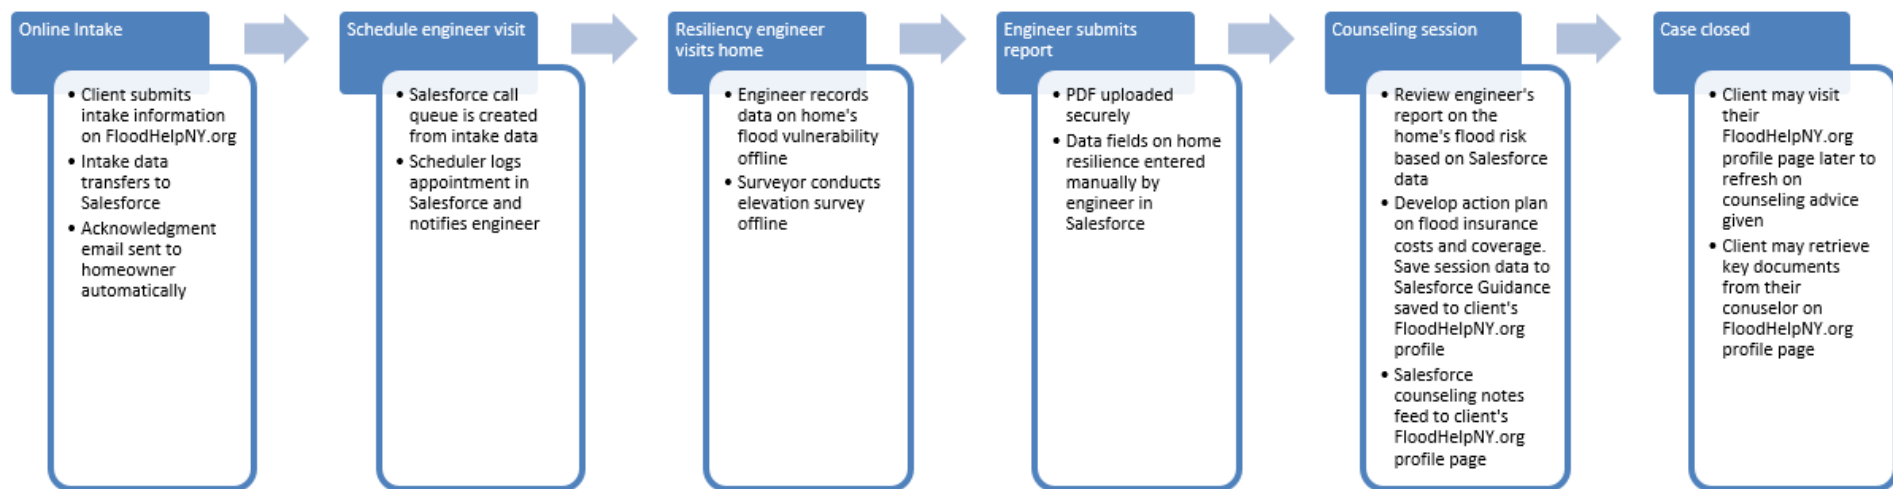 Online Intake
• Client submits
intake information
on FloodHelpNY.org
• Intake data
transfers to
Salesforce
• Acknowledgment
email sent to
homeowner
automatically
Schedule engineer visit
• Salesforce call
queue is created
from intake data
• Scheduler logs
appointment in
Salesforce and
notifies engineer
Resiliency engineer
visits home
• Engineer records
data on home's
flood vulnerability
offline
• Surveyor conducts
elevation survey
offline
Engineer submits
report
• PDF uploaded
securely
• Data fields on home
resilience entered
manually by
engineer in
Salesforce
Counseling session
• Review engineer's
report on the
home's flood risk
based on Salesforce
data
• Develop action plan
on flood insurance
costs and coverage.
Save session data to
Salesforce Guidance
saved to client's
FloodHelpNY.org
profile
• Salesforce
counseling notes
feed to client's
FloodHelpNY.org
profile page
Case closed
• Client may visit
their
FloodHelpNY.org
profile page later to
refresh on
counseling advice
given
• Client may retrieve
key documents
from their
conuselor on
FloodHelpNY.org
profile page